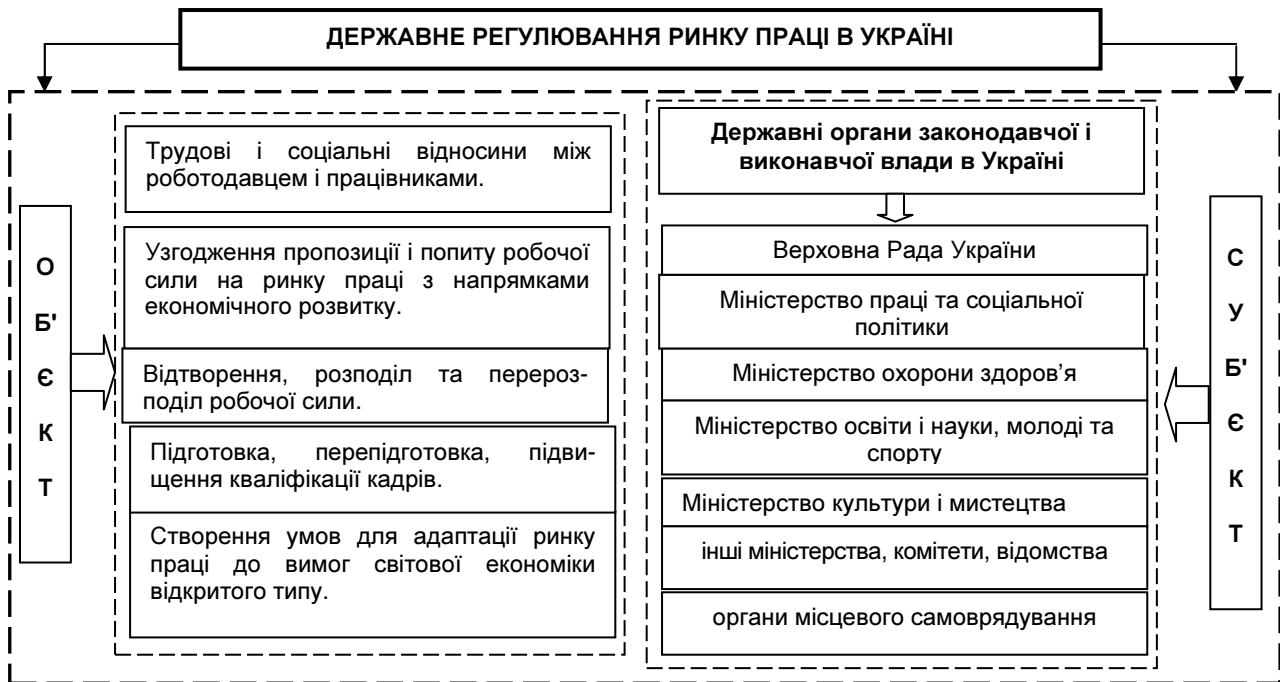 ДЕРЖАВНЕ РЕГУЛЮВАННЯ РИНКУ ПРАЦІ В УКРАЇНІ
О
Б'
Є
К
Т
Трудові і соціальні відносини між
роботодавцем і працівниками.
Узгодження пропозиції і попиту робочої
сили на ринку праці з напрямками
економічного розвитку.
Відтворення, розподіл та перероз-
поділ робочої сили.
Підготовка, перепідготовка, підви-
щення кваліфікації кадрів.
Створення умов для адаптації ринку
праці до вимог світової економіки
відкритого типу.
Державні органи законодавчої і
виконавчої влади в Україні
Верховна Рада України
Міністерство праці та соціальної
політики
Міністерство охорони здоров’я
Міністерство освіти і науки, молоді та
спорту
Міністерство культури і мистецтва
інші міністерства, комітети, відомства
органи місцевого самоврядування
С
У
Б'
Є
К
Т